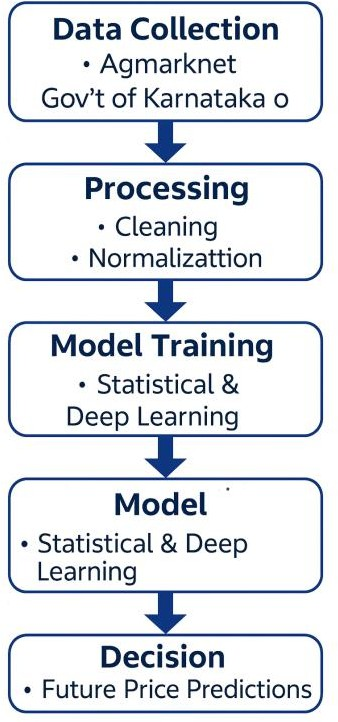 Data Collection
• Agmarknet
Gov't of Karnataka o
Processing
• Cleaning
• Normalizattion
Model Training
• Statistical &
Deep Learning
Model
• Statistical & Deep
Learning
Decision
• Future Price Predictions